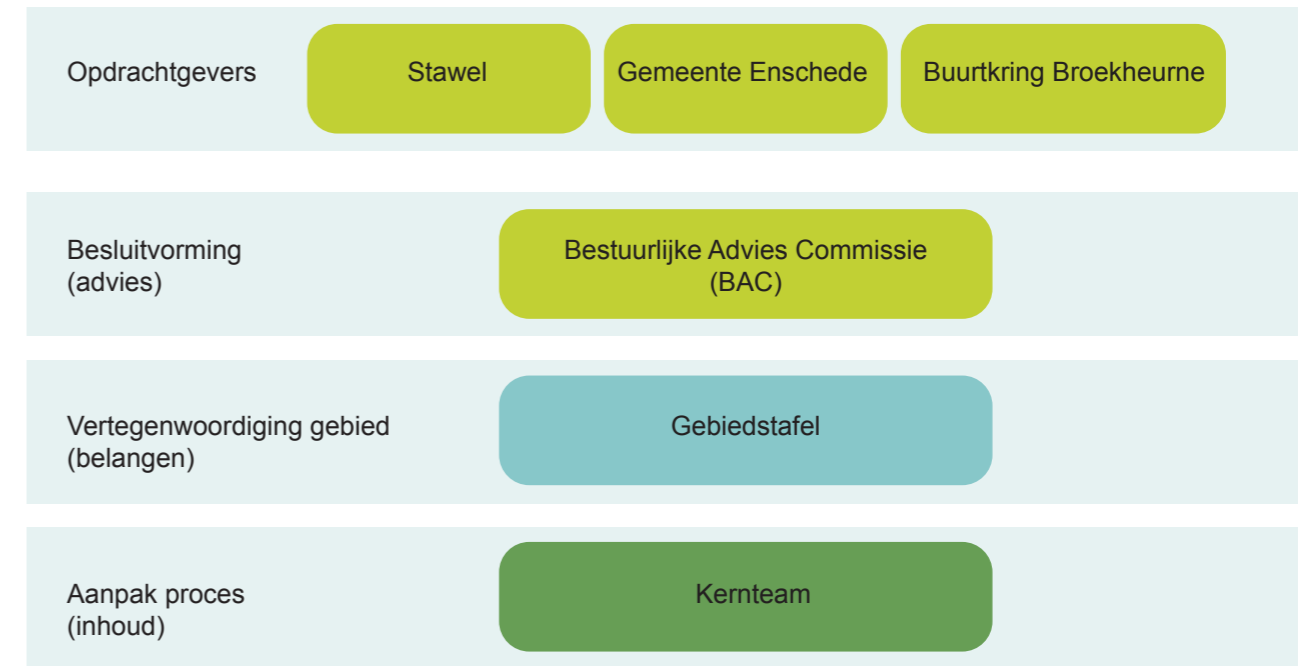 Opdrachtgevers Stawel Gemeente Enschede Buurtkring Broekheurne
Besluitvorming
(advies)
Bestuurlijke Advies Commissie
(BAC)
Vertegenwoordiging gebied
(belangen)
Gebiedstafel
Aanpak proces
(inhoud)
Kernteam